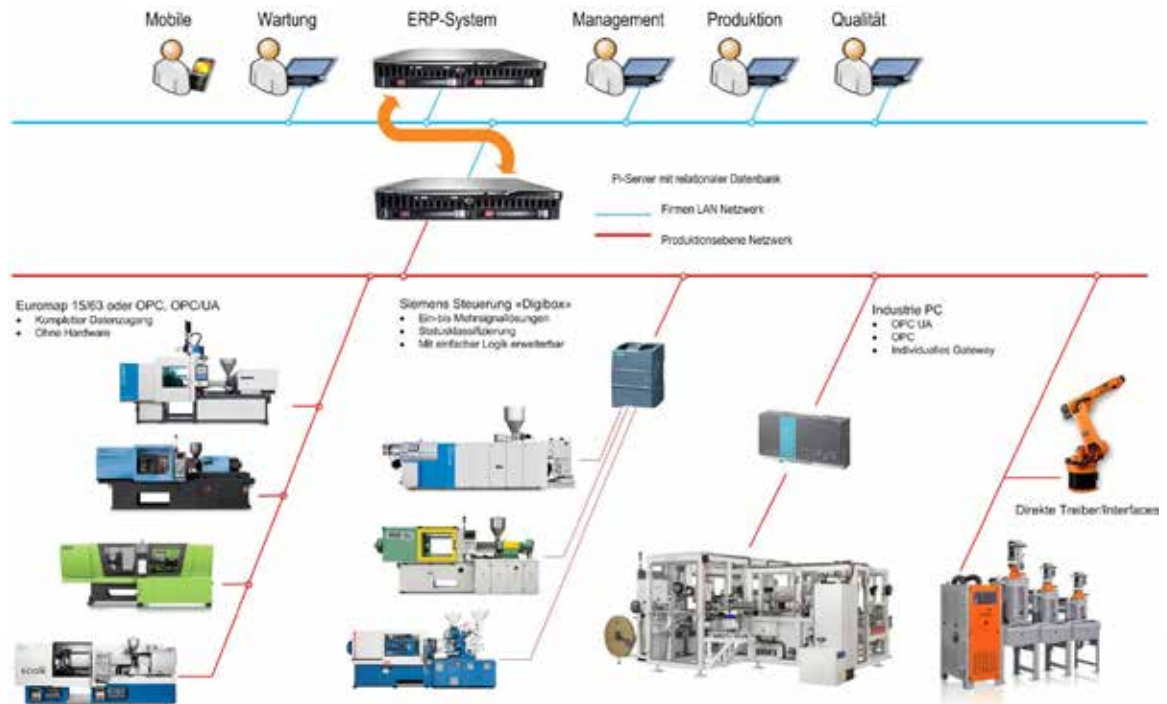 Mobile
Wartung
ERP-System
Management
Produktion
Qualität
PI-Server mit relationaler Datenbank
Firmen LAN Netzwerk
Produktionsebene Netzwerk
Euromap 15/63 oder OPC, OPC/UA
• Kompletter Datenzugang
• Ohne Hardware
Siemens Steuerung «Digibox»
• Ein-bis Mehrsignallösungen
• Statusklassifizierung
• Mit einfacher Logik erweiterbar
Industrie PC
• OPC UA
• OPC
• Individuelles Gateway
Direkte Treiber/Interfaces